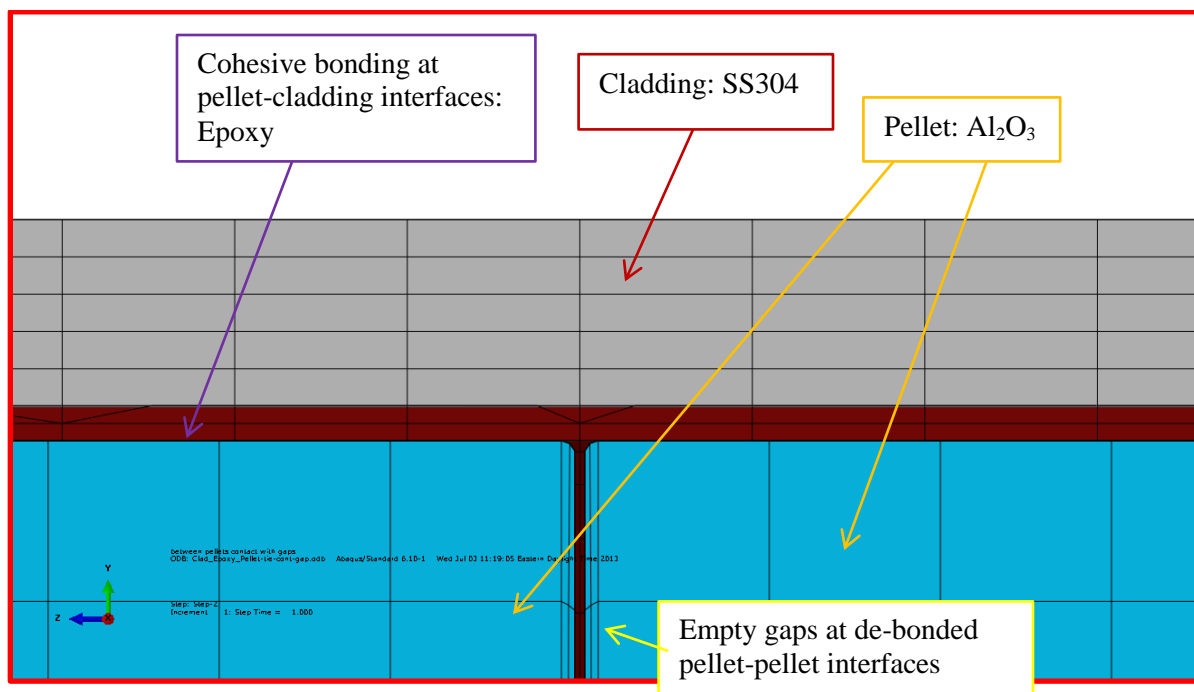 Cohesive bonding at
pellet-cladding interfaces:
Epoxy
Cladding: SS304
Pellet: Al₂O₃
between pellets contact with gaps
ODB: Clad_Epoxy_Pellet-tie-cont-gap.odb Abaqus/Standard 6.10-1 Wed Jul 03 11:19:05 Eastern Daylight Time 2013
Y
Z
X
Step: Step-2
Increment 1: Step Time = 1.000
Empty gaps at de-bonded
pellet-pellet interfaces